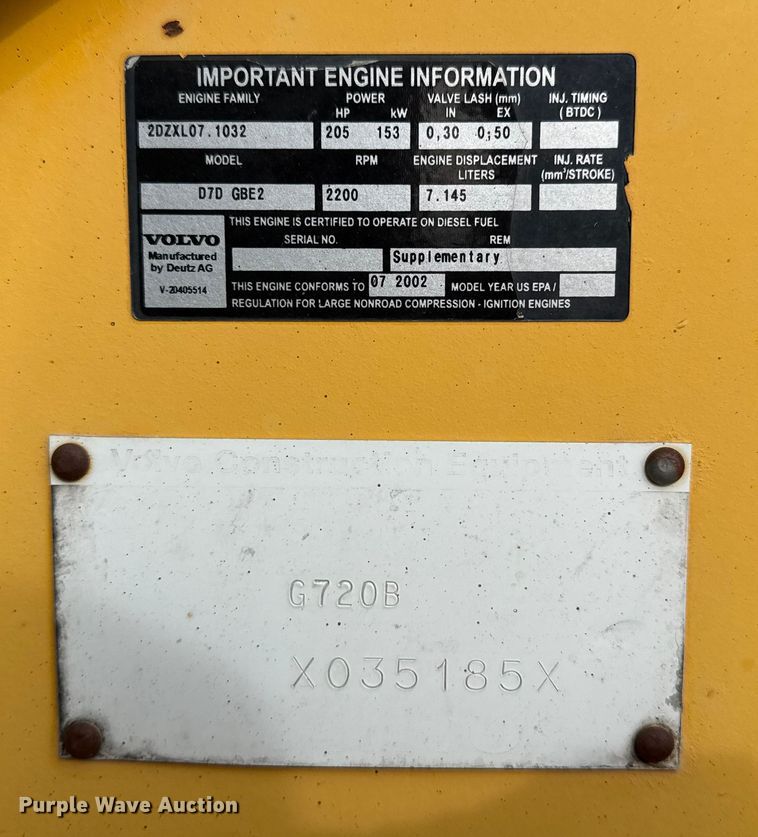 IMPORTANT ENGINE INFORMATION
ENIGINE FAMILY POWER VALVE LASH (mm) INJ. TIMING
HP kW IN EX ( BTDC )
2DZXL07.1032 205 153 0,30 0,50
MODEL RPM ENGINE DISPLACEMENT INJ. RATE
LITERS (mm³/STROKE)
D7D GBE2 2200 7.145
THIS ENGINE IS CERTIFIED TO OPERATE ON DIESEL FUEL
VOLVO SERIAL NO. REM
Manufactured Supplementary
by Deutz AG
V-20405514 THIS ENGINE CONFORMS TO 07 2002 MODEL YEAR US EPA /
REGULATION FOR LARGE NONROAD COMPRESSION - IGNITION ENGINES
Volvo Construction Equipment
G720B
X035185X
Purple Wave Auction